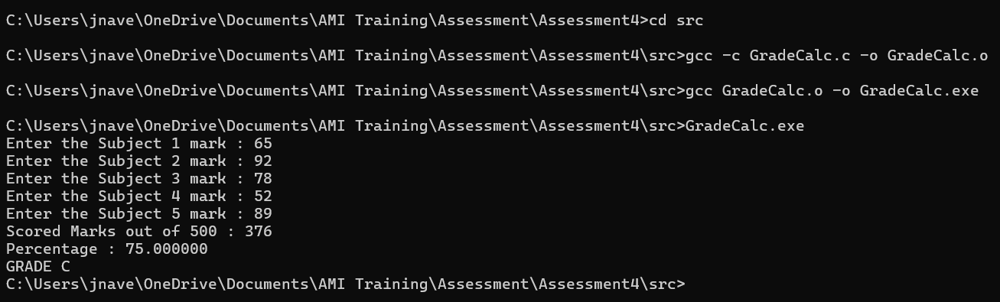 C:\Users\jnave\OneDrive\Documents\AMI Training\Assessment\Assessment4>cd src
C:\Users\jnave\OneDrive\Documents\AMI Training\Assessment\Assessment4\src>gcc -c GradeCalc.c -o GradeCalc.o
C:\Users\jnave\OneDrive\Documents\AMI Training\Assessment\Assessment4\src>gcc GradeCalc.o -o GradeCalc.exe
C:\Users\jnave\OneDrive\Documents\AMI Training\Assessment\Assessment4\src>GradeCalc.exe
Enter the Subject 1 mark : 65
Enter the Subject 2 mark : 92
Enter the Subject 3 mark : 78
Enter the Subject 4 mark : 52
Enter the Subject 5 mark : 89
Scored Marks out of 500 : 376
Percentage : 75.000000
GRADE C
C:\Users\jnave\OneDrive\Documents\AMI Training\Assessment\Assessment4\src>